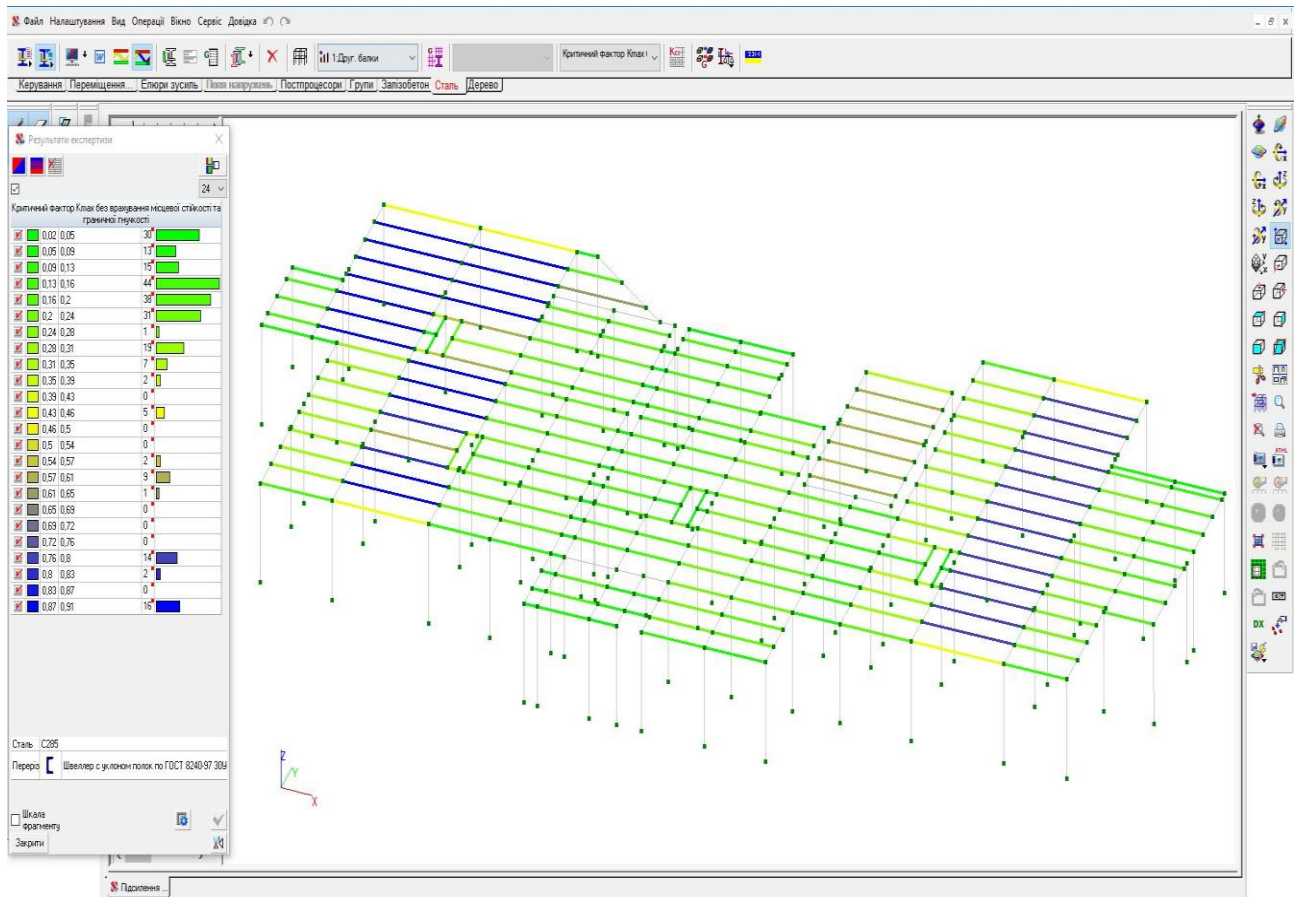 Файл Налаштування Вид Операції Вікно Сервіс Довідка
1:Друг. балки
Критичний фактор Kmax (
Керування Переміщення... Епюри зусиль Поля напружень Постпроцесори Групи Залізобетон Сталь Дерево
Результати експертизи
24
Критичний фактор Kmax без врахування місцевої стійкості та
граничної гнучкості
0,02 0,05 30
0,05 0,09 13
0,09 0,13 15
0,13 0,16 44
0,16 0,2 38
0,2 0,24 31
0,24 0,28 1
0,28 0,31 19
0,31 0,35 7
0,35 0,39 2
0,39 0,43 0
0,43 0,46 5
0,46 0,5 0
0,5 0,54 0
0,54 0,57 2
0,57 0,61 9
0,61 0,65 1
0,65 0,69 0
0,69 0,72 0
0,72 0,76 0
0,76 0,8 14
0,8 0,83 2
0,83 0,87 0
0,87 0,91 16
Сталь С285
Переріз Швеллер с уклоном полок по ГОСТ 8240-97 30У
Шкала
фрагменту
Закрити
Z
Y
X
DX
Підсилення ...